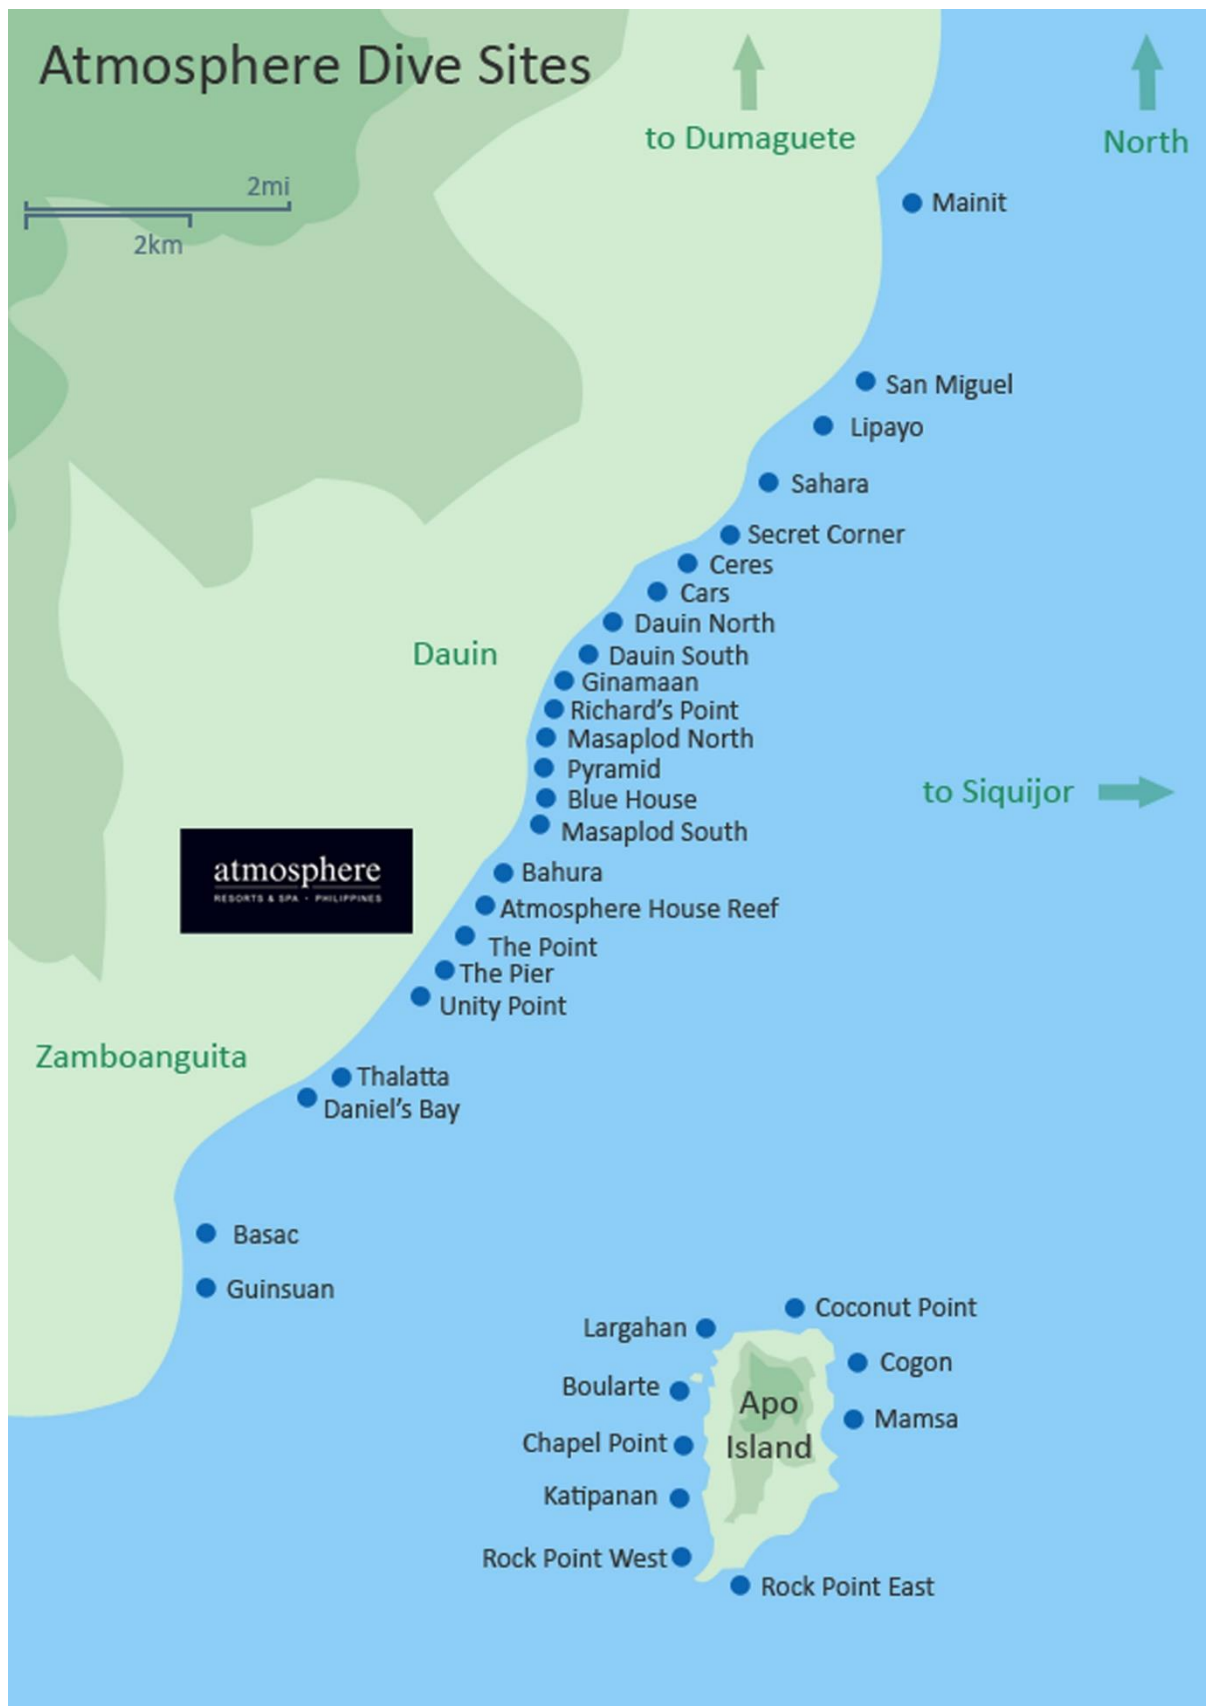 Atmosphere Dive Sites
to Dumaguete
North
2mi
2km
Mainit
San Miguel
Lipayo
Sahara
Secret Corner
Ceres
Cars
Dauin North
Dauin
Dauin South
Ginamaan
Richard's Point
Masaplod North
Pyramid
to Siquijor
Blue House
Masaplod South
atmosphere
RESORTS & SPA · PHILIPPINES
Bahura
Atmosphere House Reef
The Point
The Pier
Unity Point
Zamboanguita
Thalatta
Daniel's Bay
Basac
Guinsuan
Coconut Point
Largahan
Cogon
Boularte
Apo
Island
Mamsa
Chapel Point
Katipanan
Rock Point West
Rock Point East